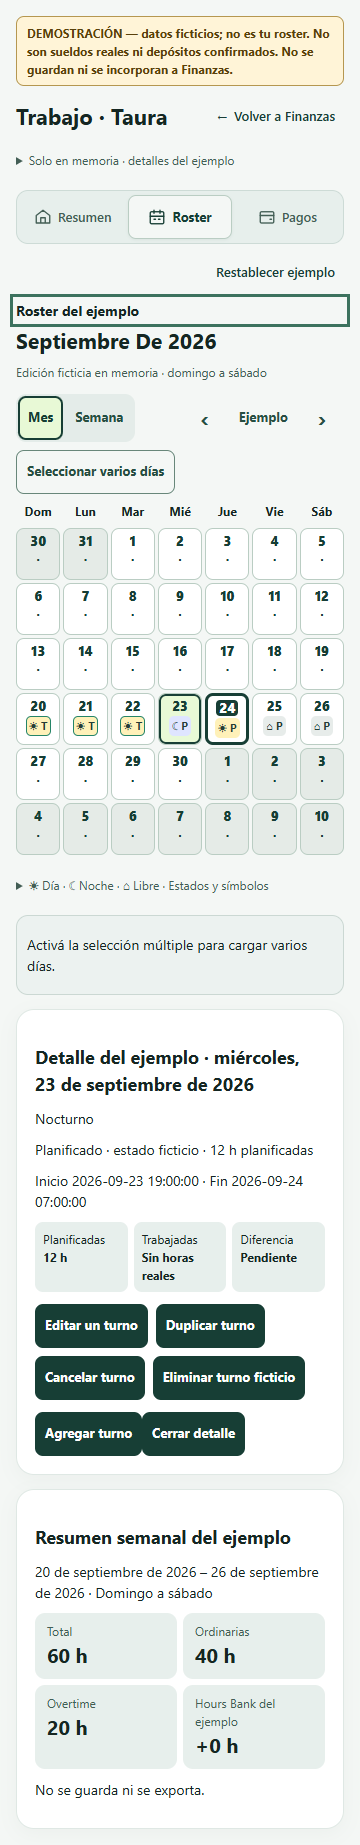 DEMOSTRACIÓN — datos ficticios; no es tu roster. No
son sueldos reales ni depósitos confirmados. No se
guardan ni se incorporan a Finanzas.
Trabajo · Taura
← Volver a Finanzas
▶ Solo en memoria · detalles del ejemplo
Resumen
Roster
Pagos
Restablecer ejemplo
Roster del ejemplo
Septiembre De 2026
Edición ficticia en memoria · domingo a sábado
Mes
Semana
‹ Ejemplo ›
Seleccionar varios días
Dom Lun Mar Mié Jue Vie Sáb
30 31 1 2 3 4 5
· · · · · · ·
6 7 8 9 10 11 12
· · · · · · ·
13 14 15 16 17 18 19
· · · · · · ·
20 21 22 23 24 25 26
☀ T ☀ T ☀ T ☾ P ☀ P ⌂ P ⌂ P
27 28 29 30 1 2 3
· · · · · · ·
4 5 6 7 8 9 10
· · · · · · ·
▶ ☀ Día · ☾ Noche · ⌂ Libre · Estados y símbolos
Activá la selección múltiple para cargar varios
días.
Detalle del ejemplo · miércoles,
23 de septiembre de 2026
Nocturno
Planificado · estado ficticio · 12 h planificadas
Inicio 2026-09-23 19:00:00 · Fin 2026-09-24
07:00:00
Planificadas
12 h
Trabajadas
Sin horas
reales
Diferencia
Pendiente
Editar un turno
Duplicar turno
Cancelar turno
Eliminar turno ficticio
Agregar turno
Cerrar detalle
Resumen semanal del ejemplo
20 de septiembre de 2026 – 26 de septiembre
de 2026 · Domingo a sábado
Total
60 h
Ordinarias
40 h
Overtime
20 h
Hours Bank del
ejemplo
+0 h
No se guarda ni se exporta.